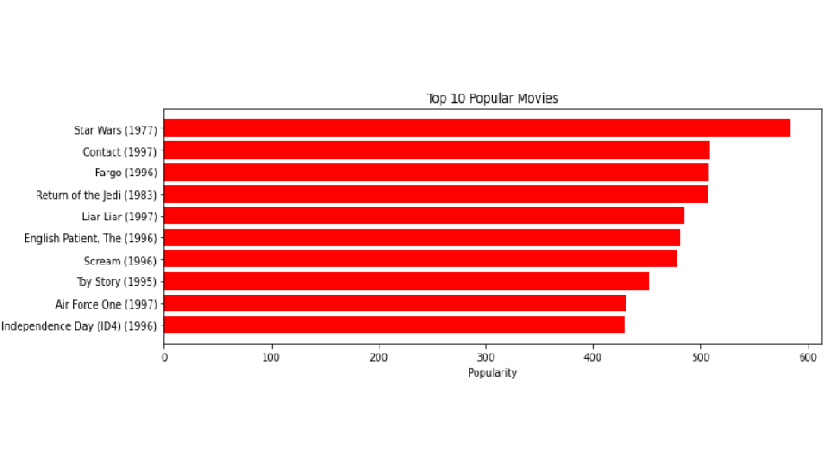 Top 10 Popular Movies
Star Wars (1977)
Contact (1997)
Fargo (1996)
Return of the Jedi (1983)
Liar Liar (1997)
English Patient, The (1996)
Scream (1996)
Toy Story (1995)
Air Force One (1997)
Independence Day (ID4) (1996)
0 100 200 300 400 500 600
Popularity